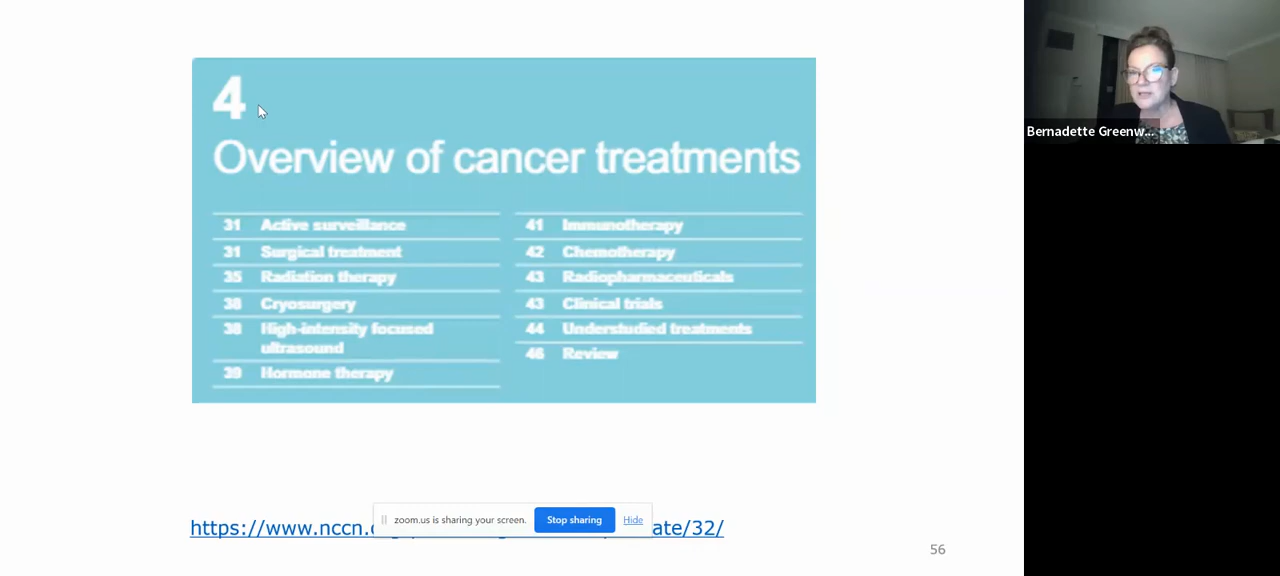 4
Overview of cancer treatments
31 Active surveillance
31 Surgical treatment
35 Radiation therapy
38 Cryosurgery
38 High-intensity focused
ultrasound
39 Hormone therapy
41 Immunotherapy
42 Chemotherapy
43 Radiopharmaceuticals
43 Clinical trials
44 Understudied treatments
46 Review
zoom.us is sharing your screen. Stop sharing Hide
https://www.nccn. ate/32/
56
Bernadette Greenw...